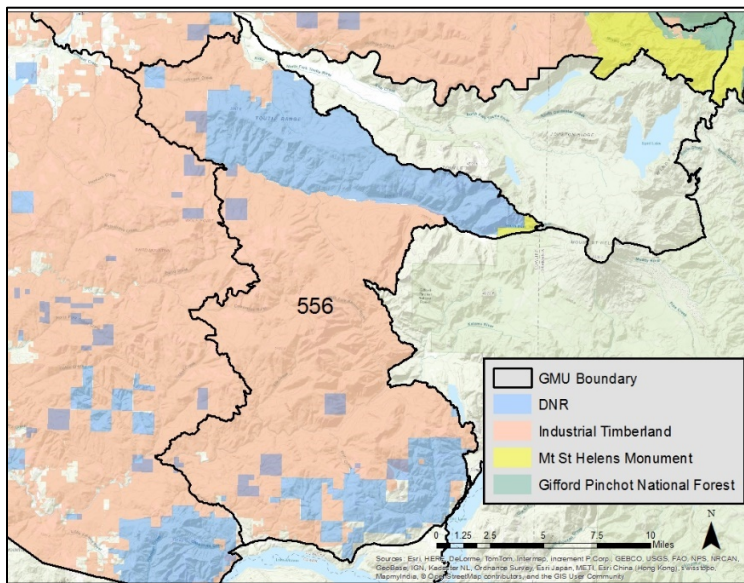 556
GMU Boundary
DNR
Industrial Timberland
Mt St Helens Monument
Gifford Pinchot National Forest
N
0 1.25 2.5 5 7.5 10
Miles
Sources: Esri, HERE, DeLorme, TomTom, Intermap, increment P Corp., GEBCO, USGS, FAO, NPS, NRCAN,
GeoBase, IGN, Kadaster NL, Ordnance Survey, Esri Japan, METI, Esri China (Hong Kong), swisstopo,
MapmyIndia, © OpenStreetMap contributors, and the GIS User Community